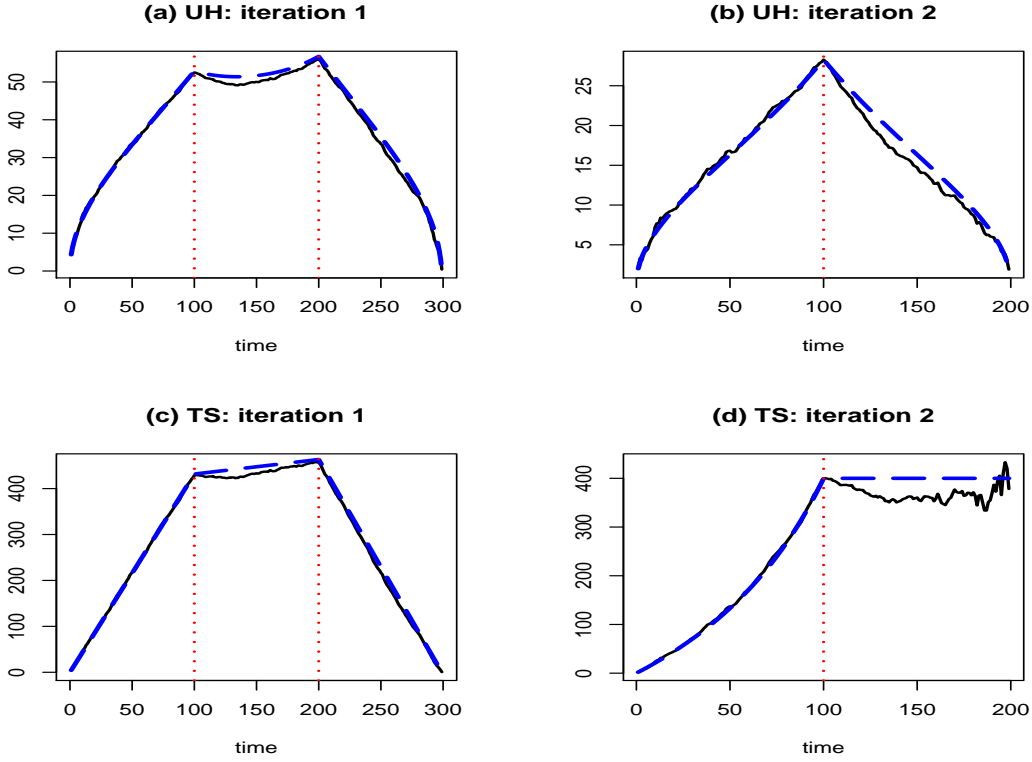 (a) UH: iteration 1
0 10 20 30 40 50
0 50 100 150 200 250 300
time
(b) UH: iteration 2
5 10 15 20 25
0 50 100 150 200
time
(c) TS: iteration 1
0 100 200 300 400
0 50 100 150 200 250 300
time
(d) TS: iteration 2
0 100 200 300 400
0 50 100 150 200
time